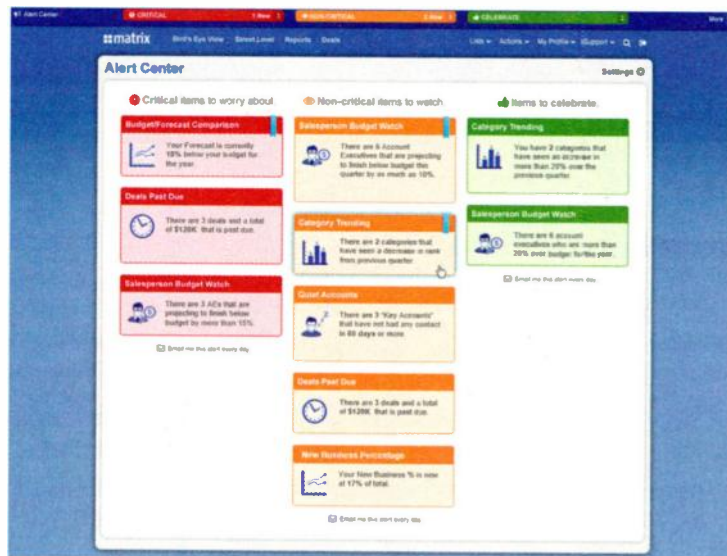 Alert Center
CRITICAL 1 New
NON-CRITICAL 2 New
CELEBRATE
More
matrix
Bird's Eye View Street Level Reports Deals
Lists Actions My Profile Support
Alert Center
Settings
Critical items to worry about
Budget/Forecast Comparison
Your Forecast is currently
15% below your budget for
the year.
Deals Past Due
There are 3 deals and a total
of $120K that is past due.
Salesperson Budget Watch
There are 3 AEs that are
projecting to finish below
budget by more than 15%.
Email me this alert every day
Non-critical items to watch
Salesperson Budget Watch
There are 5 Account
Executives that are projecting
to finish below budget this
quarter by as much as 10%.
Category Trending
There are 2 categories that
have seen a decrease in rank
from previous quarter.
Quiet Accounts
There are 3 "Key Accounts"
that have not had any contact
in days or more.
Deals Past Due
There are 3 deals and a total
of $120K that is past due.
New Business Percentage
Your New Business % is now
at 17% of total.
Email me this alert every day
Items to celebrate.
Category Trending
You have 2 categories that
have seen an increase in
more than 20% over the
previous quarter.
Salesperson Budget Watch
There are 6 account
executives who are more than
20% over budget for the year.
Email me this alert every day